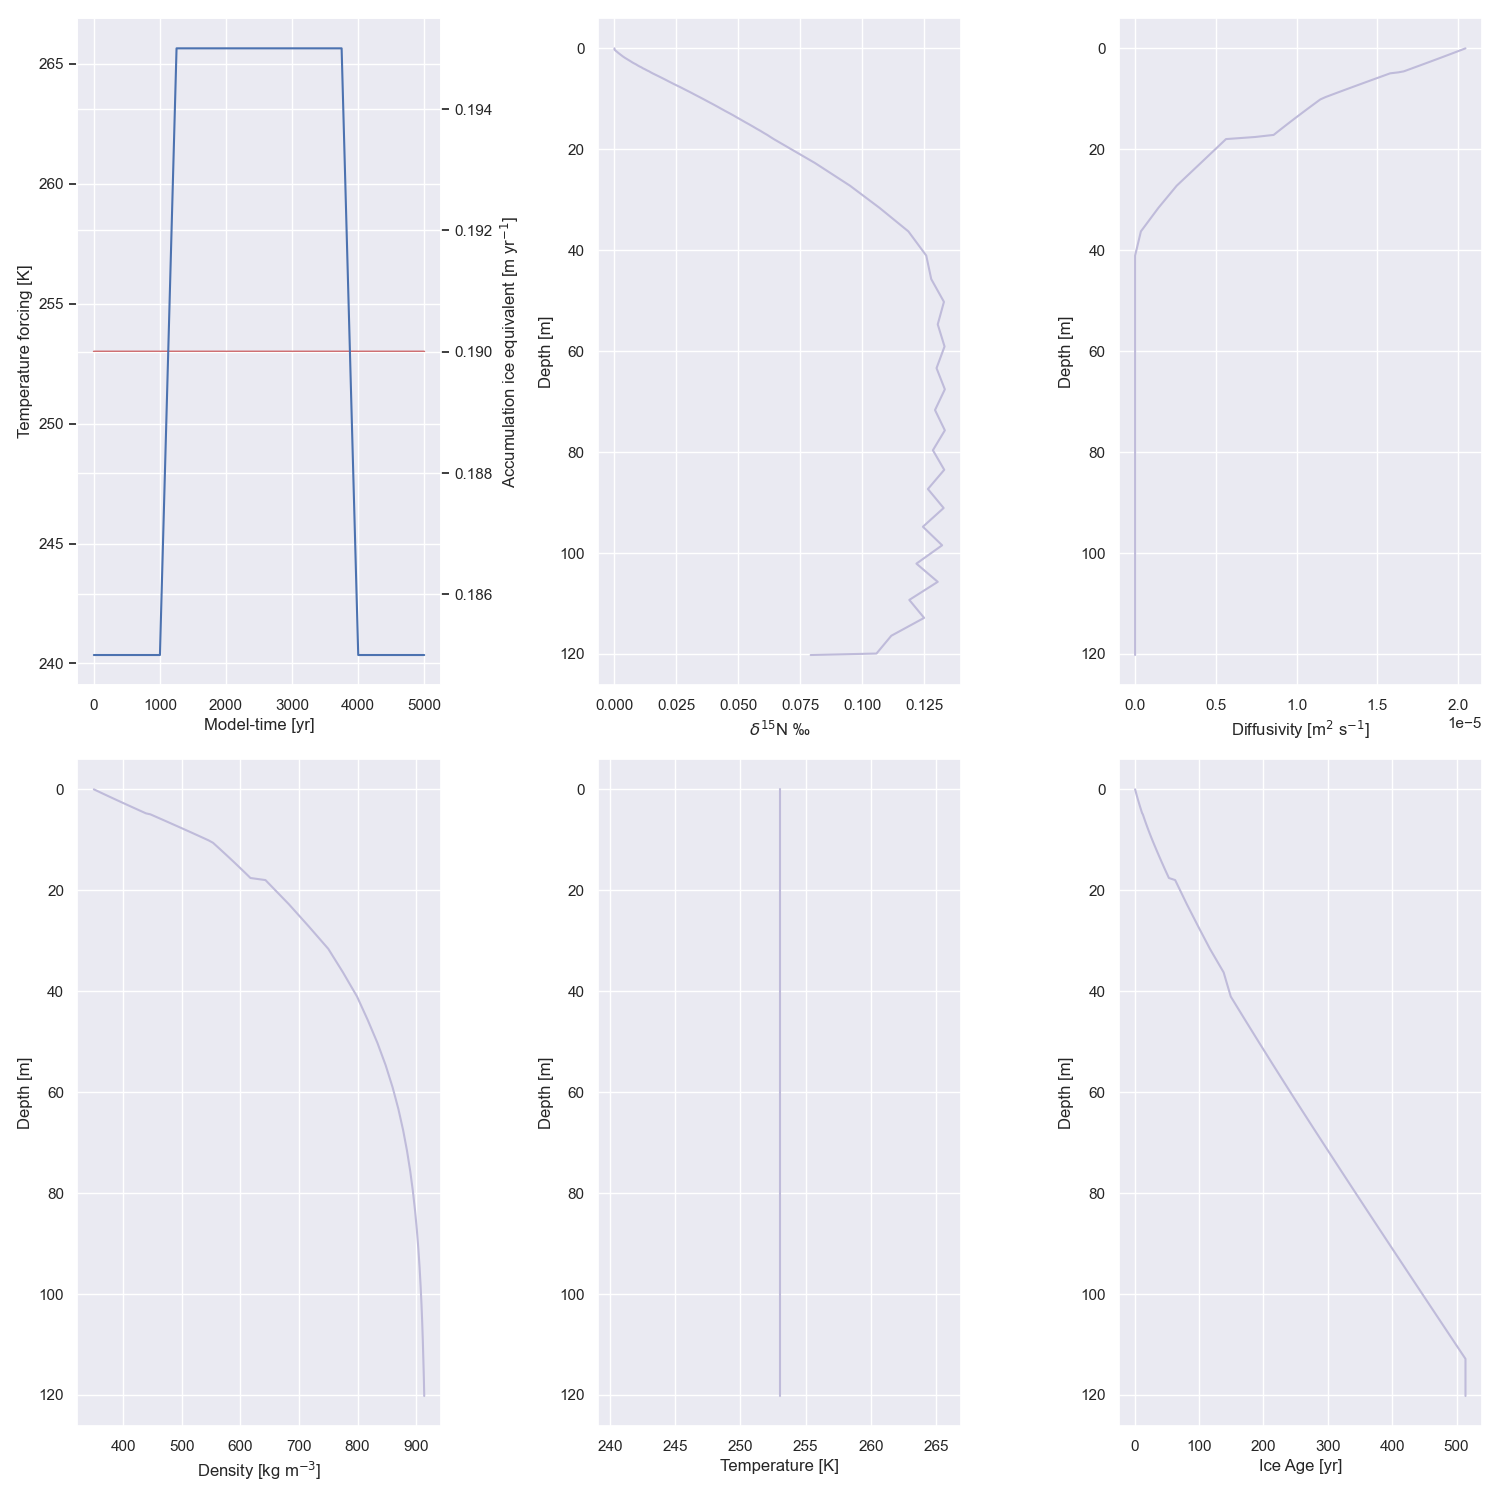 265
260
255
250
245
240
Temperature forcing [K]
0 1000 2000 3000 4000 5000
Model-time [yr]
0.194
0.192
0.190
0.188
0.186
Accumulation ice equivalent [m yr⁻¹]
0
20
40
60
80
100
120
Depth [m]
0.000 0.025 0.050 0.075 0.100 0.125
δ¹⁵N ‰
0
20
40
60
80
100
120
Depth [m]
0.0 0.5 1.0 1.5 2.0
1e−5
Diffusivity [m² s⁻¹]
0
20
40
60
80
100
120
Depth [m]
400 500 600 700 800 900
Density [kg m⁻³]
0
20
40
60
80
100
120
Depth [m]
240 245 250 255 260 265
Temperature [K]
0
20
40
60
80
100
120
Depth [m]
0 100 200 300 400 500
Ice Age [yr]